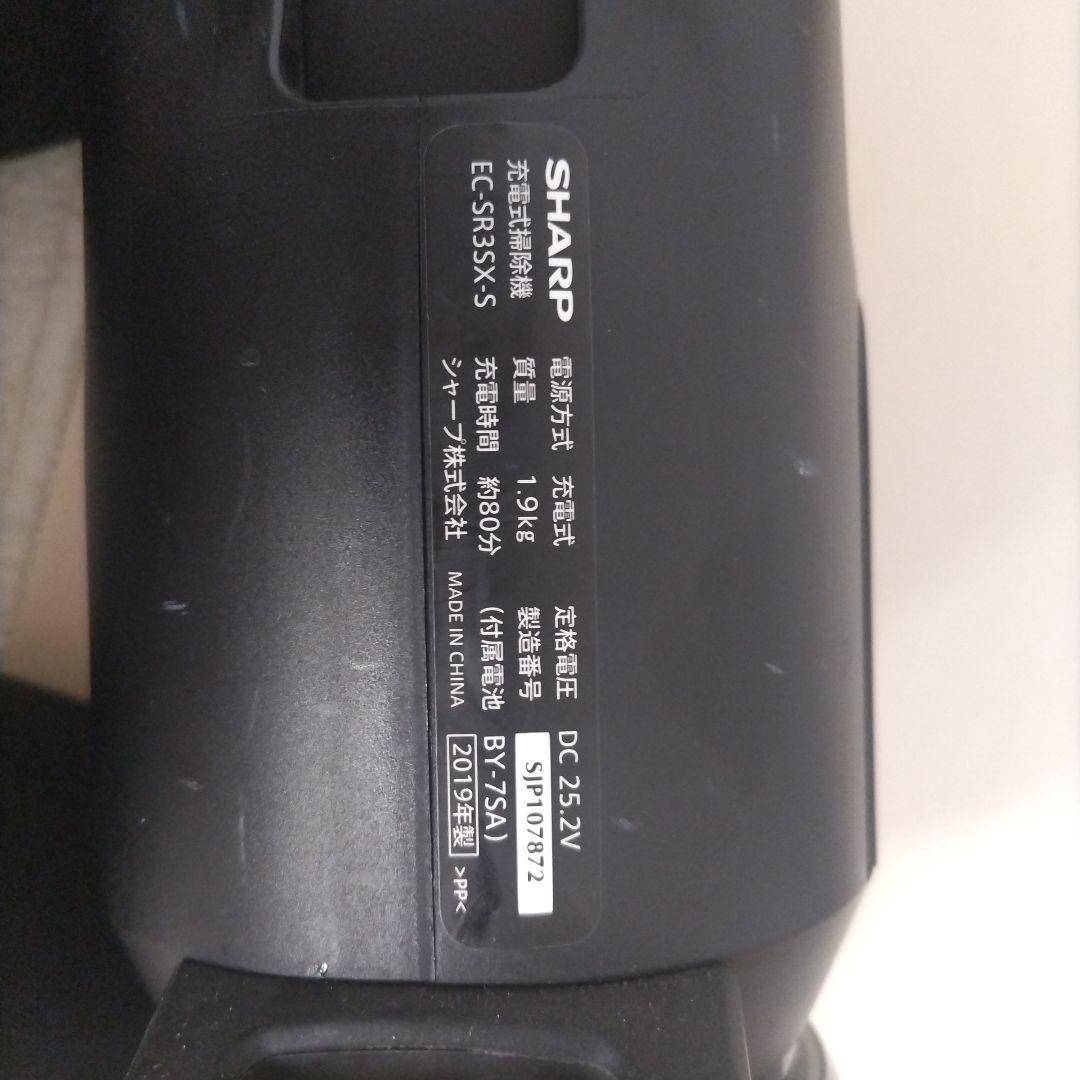 SHARP
充電式掃除機
EC-SR3SX-S
電源方式 充電式
質量 1.9kg
充電時間 約80分
シャープ株式会社 MADE IN CHINA
定格電圧 DC 25.2V
製造番号 SJP107872
(付属電池 BY-7SA)
2019年製 >PP<